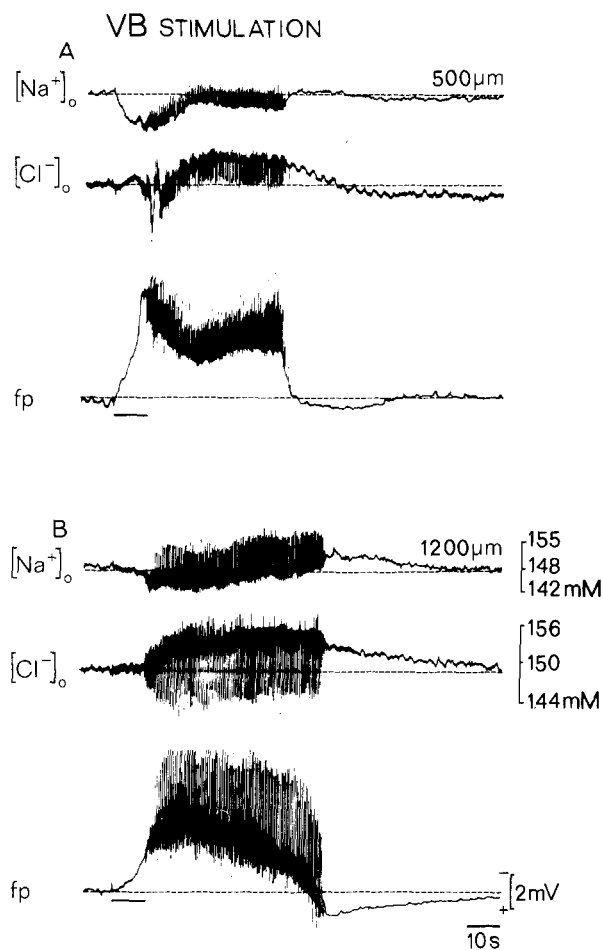 VB STIMULATION
A
[Na⁺]ₒ
500μm
[Cl⁻]ₒ
fp
B
[Na⁺]ₒ
1200μm
155
148
142mM
[Cl⁻]ₒ
156
150
144mM
fp
−
2mV
+
10s